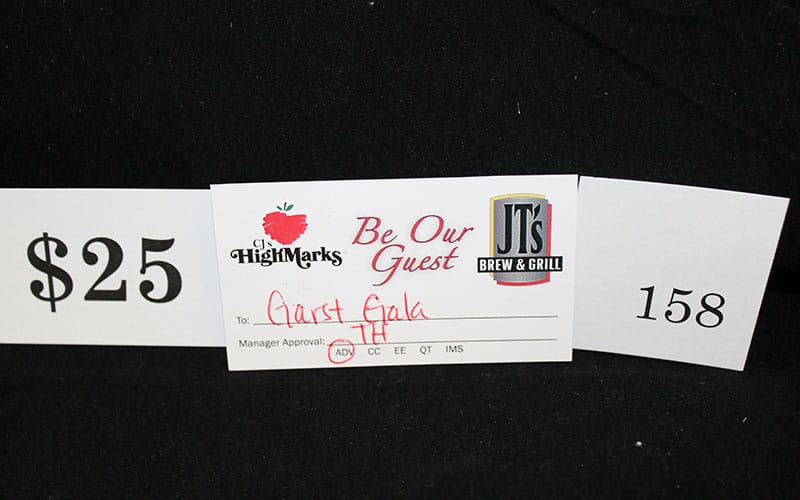 $25
CJ's
HighMarks
Be Our
Guest
JT's
BREW & GRILL
To: Garst Gala
Manager Approval: TH
ADV CC EE QT IMS
158